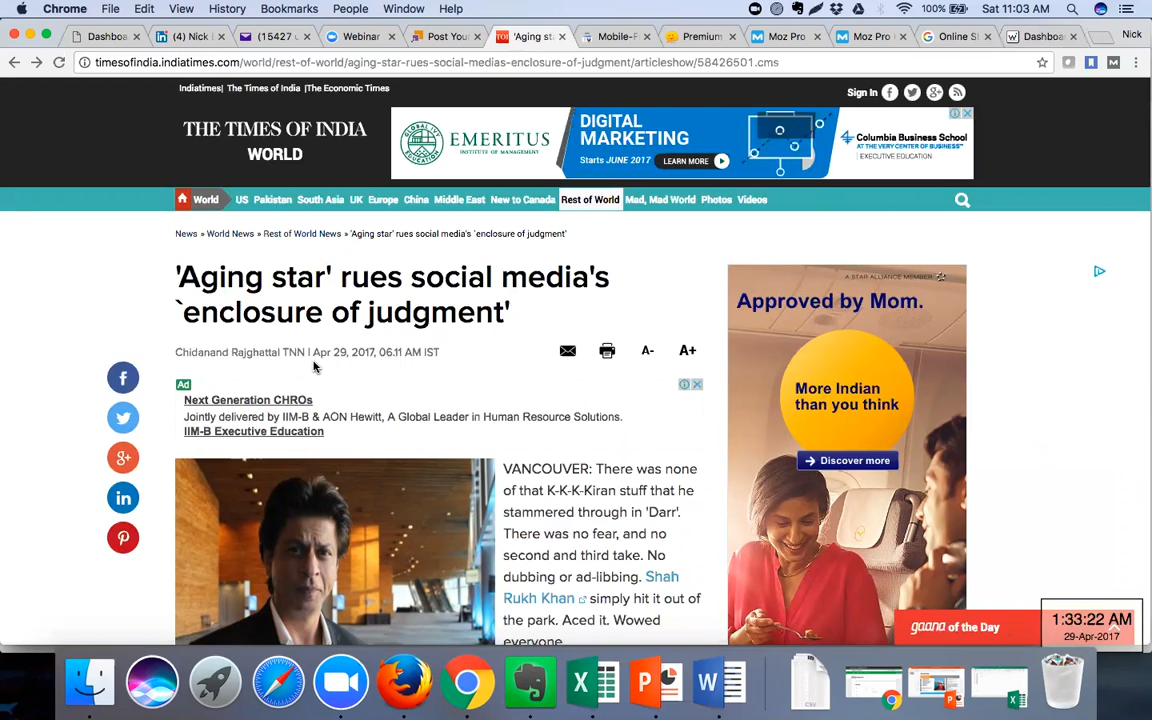 Chrome File Edit View History Bookmarks People Window Help 100% Sat 11:03 AM
Dashboa (4) Nick L (15427 u Webinar Post You 'Aging st Mobile-F Premium Moz Pro Moz Pro Online S Dashboa Nick
timesofindia.indiatimes.com/world/rest-of-world/aging-star-rues-social-medias-enclosure-of-judgment/articleshow/58426501.cms
Indiatimes| The Times of India |The Economic Times
Sign In
THE TIMES OF INDIA
WORLD
GLOBAL IVY EDUCATION
EMERITUS
INSTITUTE OF MANAGEMENT
DIGITAL
MARKETING
Starts JUNE 2017 LEARN MORE
Columbia Business School
AT THE VERY CENTER OF BUSINESS™
EXECUTIVE EDUCATION
World US Pakistan South Asia UK Europe China Middle East New to Canada Rest of World Mad, Mad World Photos Videos
News » World News » Rest of World News » 'Aging star' rues social media's `enclosure of judgment'
'Aging star' rues social media's
`enclosure of judgment'
Chidanand Rajghattal TNN | Apr 29, 2017, 06.11 AM IST
A- A+
Ad
Next Generation CHROs
Jointly delivered by IIM-B & AON Hewitt, A Global Leader in Human Resource Solutions.
IIM-B Executive Education
VANCOUVER: There was none
of that K-K-K-Kiran stuff that he
stammered through in 'Darr'.
There was no fear, and no
second and third take. No
dubbing or ad-libbing. Shah
Rukh Khan simply hit it out of
the park. Aced it. Wowed
everyone
A STAR ALLIANCE MEMBER
Approved by Mom.
More Indian
than you think
Discover more
gaana of the Day
1:33:22 AM
29-Apr-2017